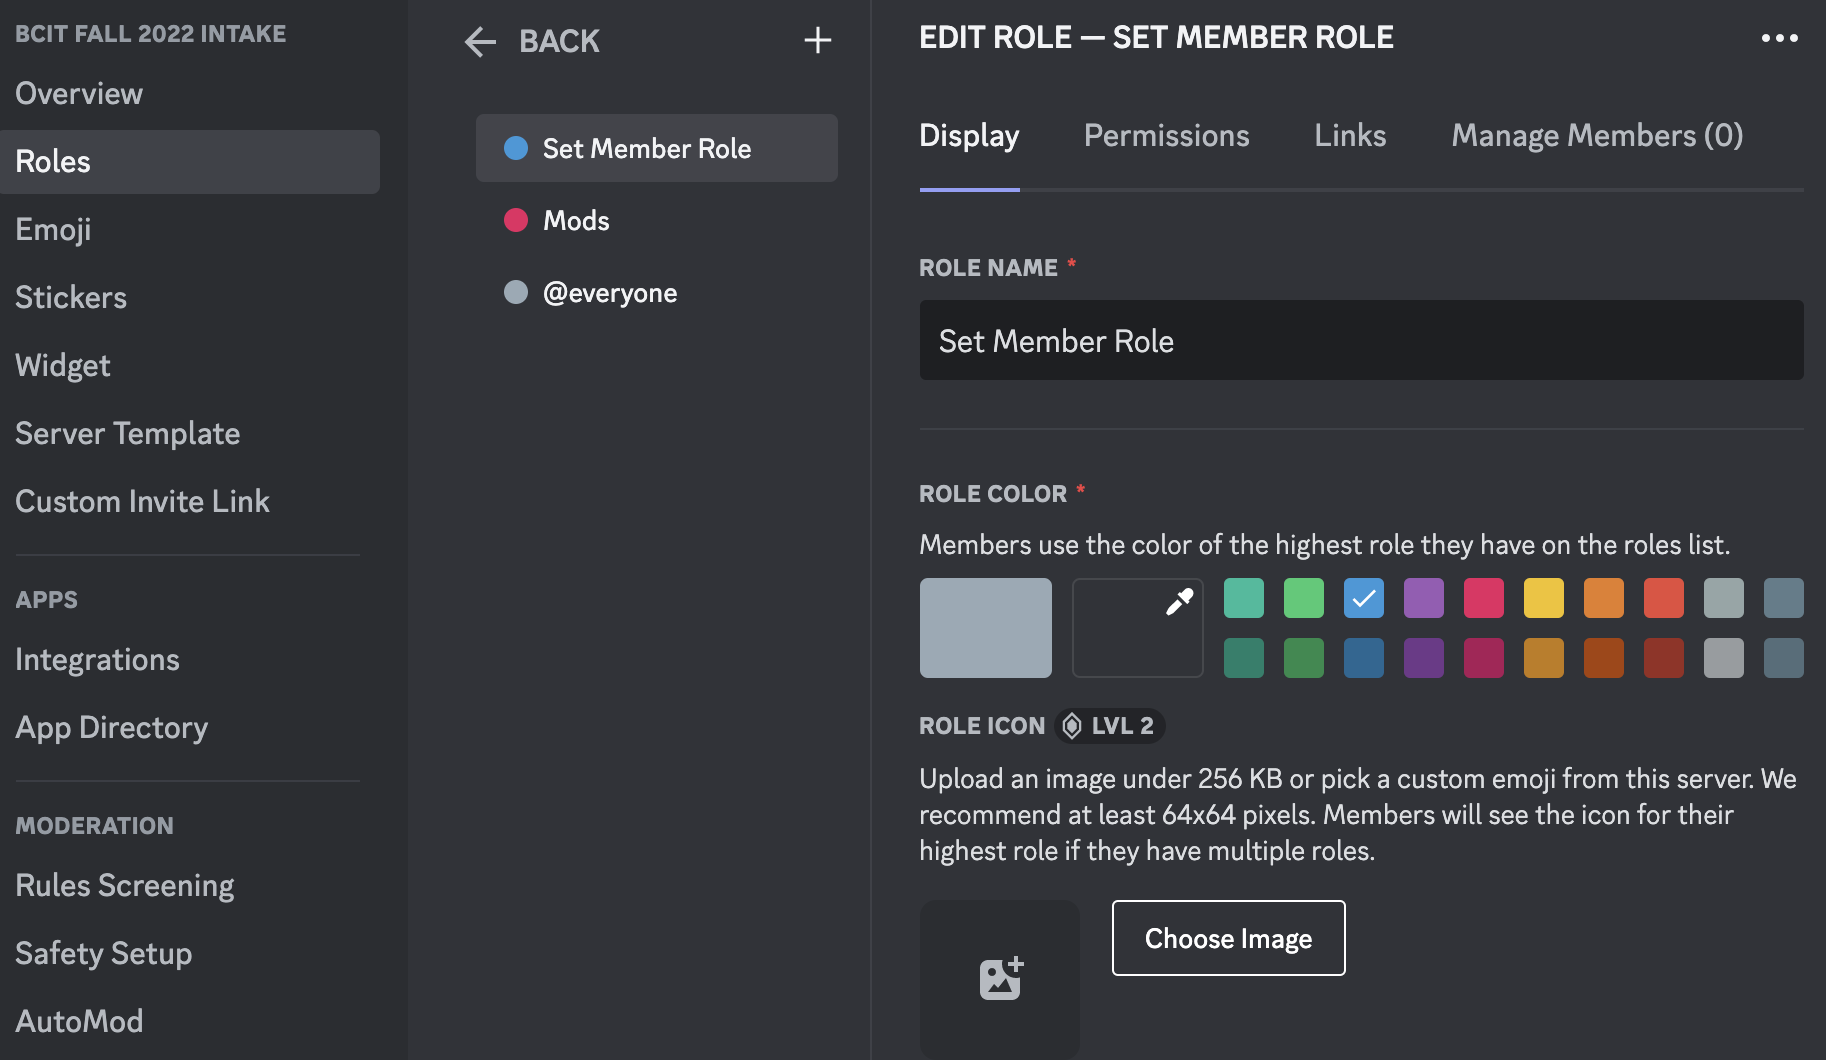 BCIT FALL 2022 INTAKE
Overview
Roles
Emoji
Stickers
Widget
Server Template
Custom Invite Link
APPS
Integrations
App Directory
MODERATION
Rules Screening
Safety Setup
AutoMod
BACK
Set Member Role
Mods
@everyone
EDIT ROLE — SET MEMBER ROLE
Display
Permissions
Links
Manage Members (0)
ROLE NAME *
Set Member Role
ROLE COLOR *
Members use the color of the highest role they have on the roles list.
ROLE ICON LVL 2
Upload an image under 256 KB or pick a custom emoji from this server. We
recommend at least 64x64 pixels. Members will see the icon for their
highest role if they have multiple roles.
Choose Image